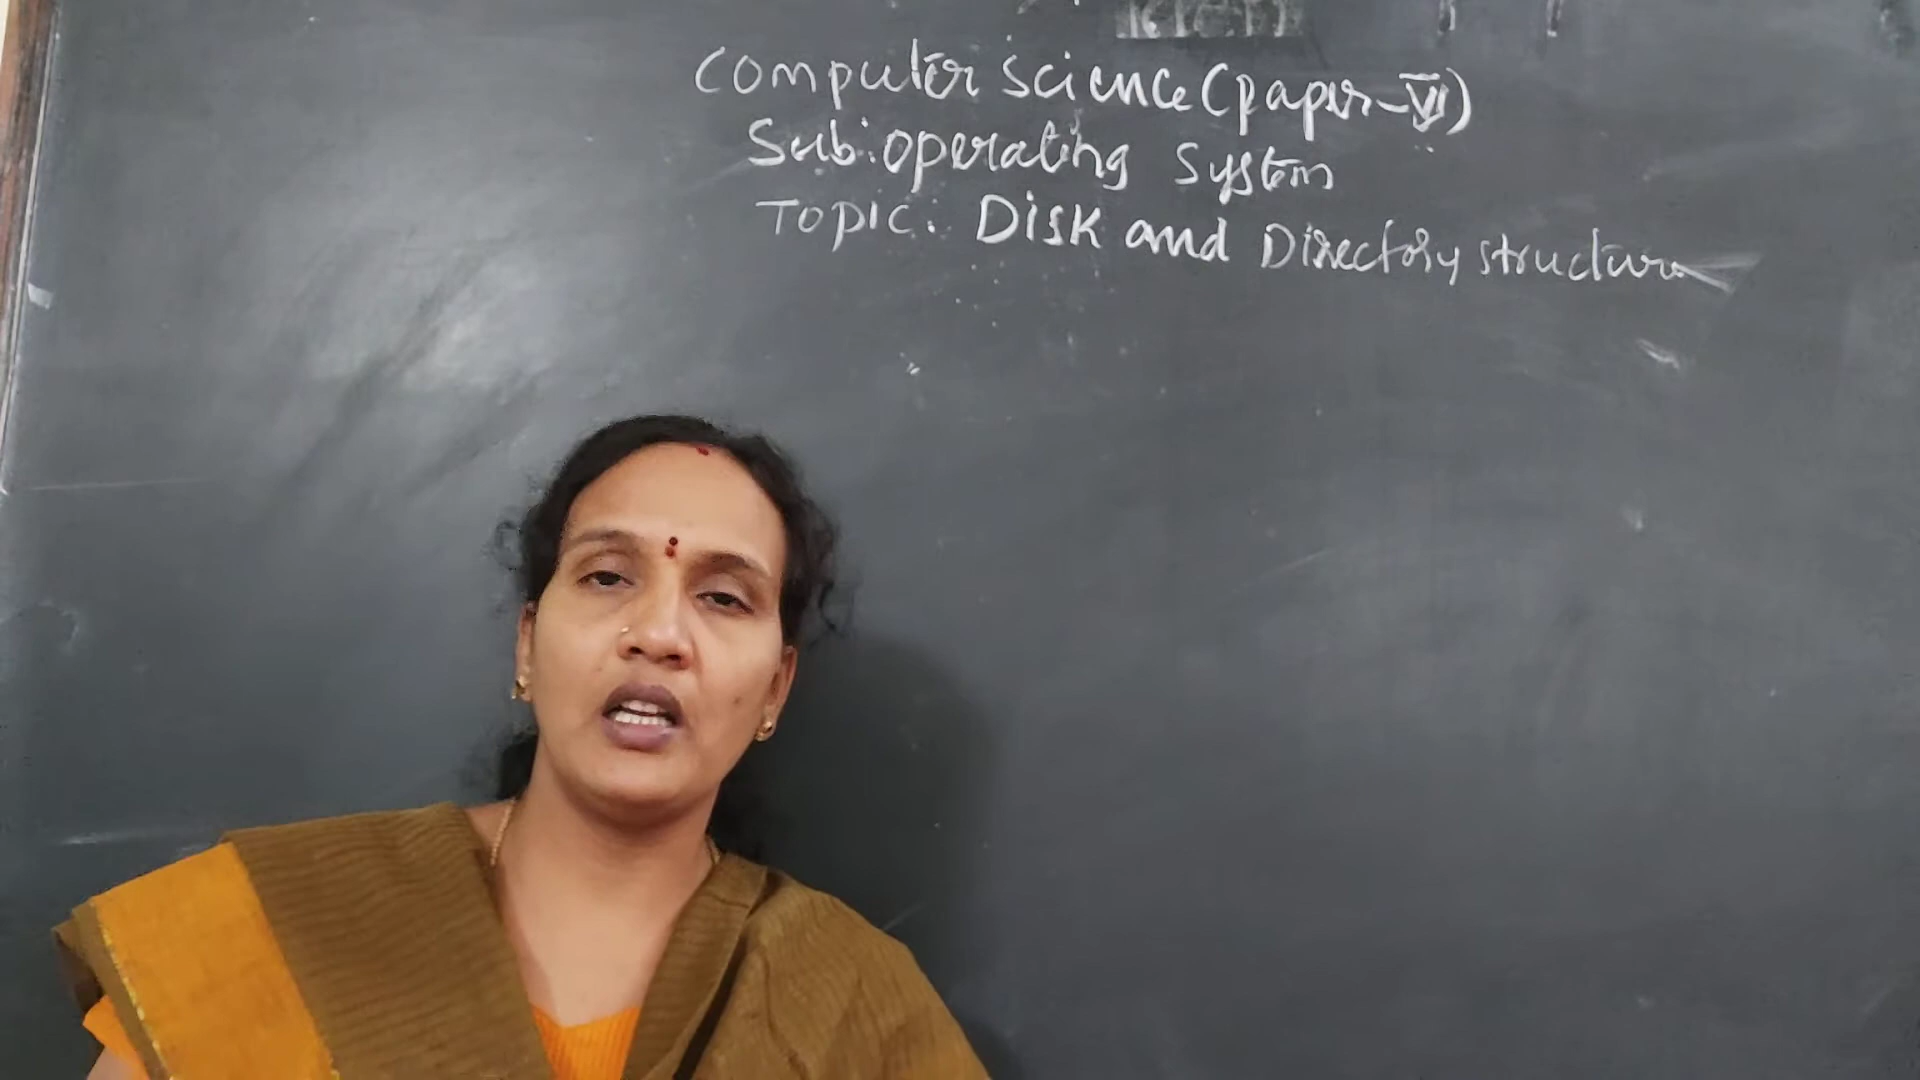 Computer Science (paper-VI)
Sub: operating System
Topic: Disk and Directory structure